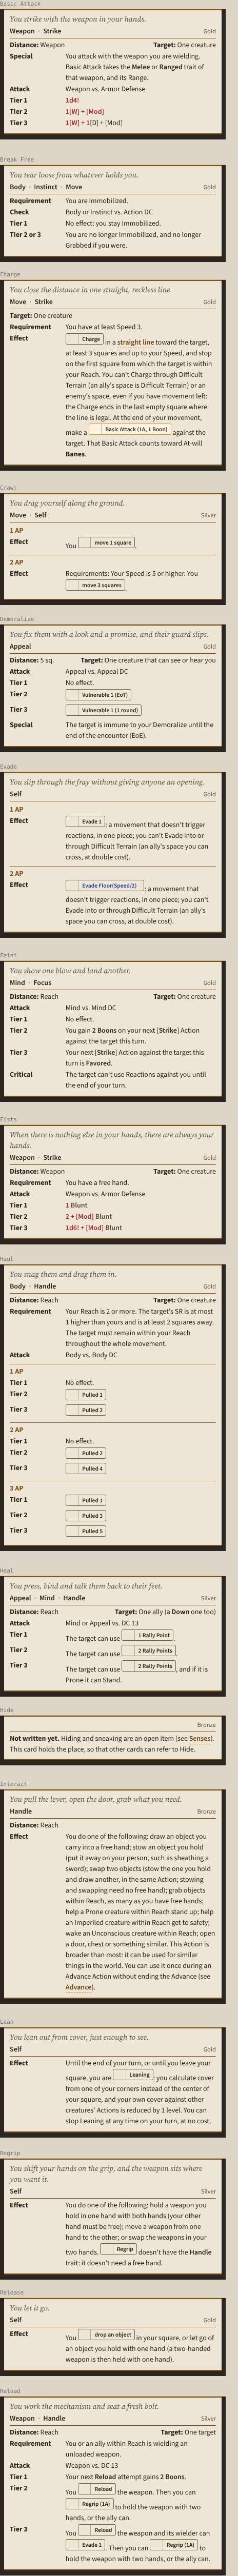 Basic Attack
You strike with the weapon you are wielding.
Weapon · Strike Gold
Distance: Weapon Target: One creature
Special You attack with the weapon you are wielding.
Basic Attack takes the Melee or Ranged trait of
that weapon, and its Range.
Attack Weapon vs. Armor Defense
Tier 1 1d4!
Tier 2 1[W] + [Mod]
Tier 3 1[W] + 1[D] + [Mod]
Break Free
You tear loose from whatever holds you.
Body · Instinct · Move Gold
Requirement You are Immobilized.
Check Body or Instinct vs. Action DC
Tier 1 No effect; you stay Immobilized.
Tier 2 or 3 You are no longer Immobilized, and no longer
Grabbed if you were.
Charge
You close the distance in one straight, reckless line.
Move · Strike Gold
Target: One creature
Requirement You have at least Speed 3.
Effect Charge in a straight line toward the target,
at least 3 squares and up to your Speed, and stop
on the first square from which the target is within
your Reach. You can't Charge through Difficult
Terrain (an ally's space is Difficult Terrain) or an
enemy's space, even if you have movement left:
the Charge ends in the last empty square where
the line is legal. At the end of your movement,
make a Basic Attack (1A, 1 Boon) against the
target. That Basic Attack counts toward At-will
Banes.
Crawl
You drag yourself along the ground.
Move · Self Silver
1 AP
Effect You move 1 square.
2 AP
Effect Requirements: Your Speed is 5 or higher. You
move 3 squares.
Demoralize
You fix them with a look and a promise, and their guard slips.
Appeal Gold
Distance: 5 sq. Target: One creature that can see or hear you
Attack Appeal vs. Appeal DC
Tier 1 No effect.
Tier 2 Vulnerable 1 (EoT)
Tier 3 Vulnerable 1 (1 round)
Special The target is immune to your Demoralize until the
end of the encounter (EoE).
Evade
You slip through the fray without giving anyone an opening.
Self Gold
1 AP
Effect Evade 1: a movement that doesn't trigger
reactions, in one piece; you can't Evade into or
through Difficult Terrain (an ally's space you can
cross, at double cost).
2 AP
Effect Evade Floor(Speed/2): a movement that
doesn't trigger reactions, in one piece; you can't
Evade into or through Difficult Terrain (an ally's
space you can cross, at double cost).
Feint
You show one blow and land another.
Mind · Focus Gold
Distance: Reach Target: One creature
Attack Mind vs. Mind DC
Tier 1 No effect.
Tier 2 You gain 2 Boons on your next [Strike] Action
against the target this turn.
Tier 3 Your next [Strike] Action against the target this
turn is Favored.
Critical The target can't use Reactions against you until
the end of your turn.
Fists
When there is nothing else in your hands, there are always your
hands.
Weapon · Strike Gold
Distance: Weapon Target: One creature
Requirement You have a free hand.
Attack Weapon vs. Armor Defense
Tier 1 1 Blunt
Tier 2 2 + [Mod] Blunt
Tier 3 1d6! + [Mod] Blunt
Haul
You snag them and drag them in.
Body · Handle Gold
Distance: Reach Target: One creature
Requirement Your Reach is 2 or more. The target's SR is at most
1 higher than yours and is at least 2 squares away.
The target must remain within your Reach
throughout the whole movement.
Attack Body vs. Body DC
1 AP
Tier 1 No effect.
Tier 2 Pulled 1
Tier 3 Pulled 2
2 AP
Tier 1 No effect.
Tier 2 Pulled 2
Tier 3 Pulled 4
3 AP
Tier 1 Pulled 1
Tier 2 Pulled 3
Tier 3 Pulled 5
Heal
You press, bind and talk them back to their feet.
Appeal · Mind · Handle Silver
Distance: Reach Target: One ally (a Down one too)
Attack Mind or Appeal vs. DC 13
Tier 1 The target can use 1 Rally Point.
Tier 2 The target can use 2 Rally Points.
Tier 3 The target can use 2 Rally Points, and if it is
Prone it can Stand.
Hide
Bronze
Not written yet. Hiding and sneaking are an open item (see Senses).
This card holds the place, so that other cards can refer to Hide.
Interact
You pull the lever, open the door, grab what you need.
Handle Bronze
Distance: Reach
Effect You do one of the following: draw an object you
carry into a free hand; stow an object you hold
(put it away on your person, such as sheathing a
sword); swap two objects (stow the one you hold
and draw another, in the same Action; stowing
and swapping need no free hand); grab objects
within Reach, as many as you have free hands;
help a Prone creature within Reach stand up; help
an Imperiled creature within Reach get to safety;
wake an Unconscious creature within Reach; open
a door, chest or something similar. This Action is
broader than most: it can be used for similar
things in the world. You can use it once during an
Advance Action without ending the Advance (see
Advance).
Lean
You lean out from cover, just enough to see.
Self Gold
Effect Until the end of your turn, or until you leave your
square, you are Leaning: you calculate cover
from one of your corners instead of the center of
your square, and your own cover against other
creatures' Actions is reduced by 1 level. You can
stop Leaning at any time on your turn, at no cost.
Regrip
You shift your hands on the grip, and the weapon sits where
you want it.
Self Silver
Effect You do one of the following: hold a weapon you
hold in one hand with both hands (your other
hand must be free); move a weapon from one
hand to the other; or swap the weapons in your
two hands. Regrip doesn't have the Handle
trait: it doesn't need a free hand.
Release
You let it go.
Self Gold
Effect You drop an object in your square, or let go of
an object you hold with one hand (a two-handed
weapon is then held with one hand).
Reload
You work the mechanism and seat a fresh bolt.
Weapon · Handle Silver
Distance: Reach Target: One target
Requirement You or an ally within Reach is wielding an
unloaded weapon.
Attack Weapon vs. DC 13
Tier 1 Your next Reload attempt gains 2 Boons.
Tier 2 You Reload the weapon. Then you can
Regrip (1A) to hold the weapon with two
hands, or the ally can.
Tier 3 You Reload the weapon and its wielder can
Evade 1. Then you can Regrip (1A) to
hold the weapon with two hands, or the ally can.